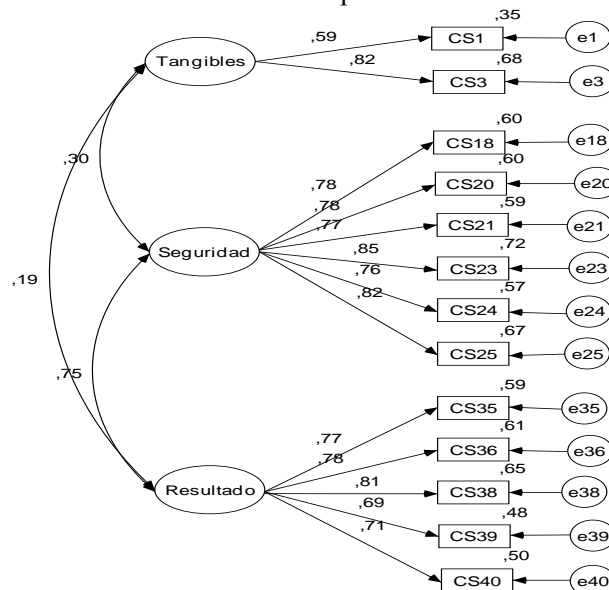 ,35
,59
CS1
e1
,82
,68
Tangibles
CS3
e3
,60
CS18
e18
,30
,60
,78
CS20
e20
,78
,59
,77
CS21
e21
,72
Seguridad
,85
CS23
e23
,19
,76
,57
,82
CS24
e24
,67
CS25
e25
,75
,59
,77
CS35
e35
,61
,78
CS36
e36
,65
Resultado
,81
CS38
e38
,69
,48
,71
CS39
e39
,50
CS40
e40